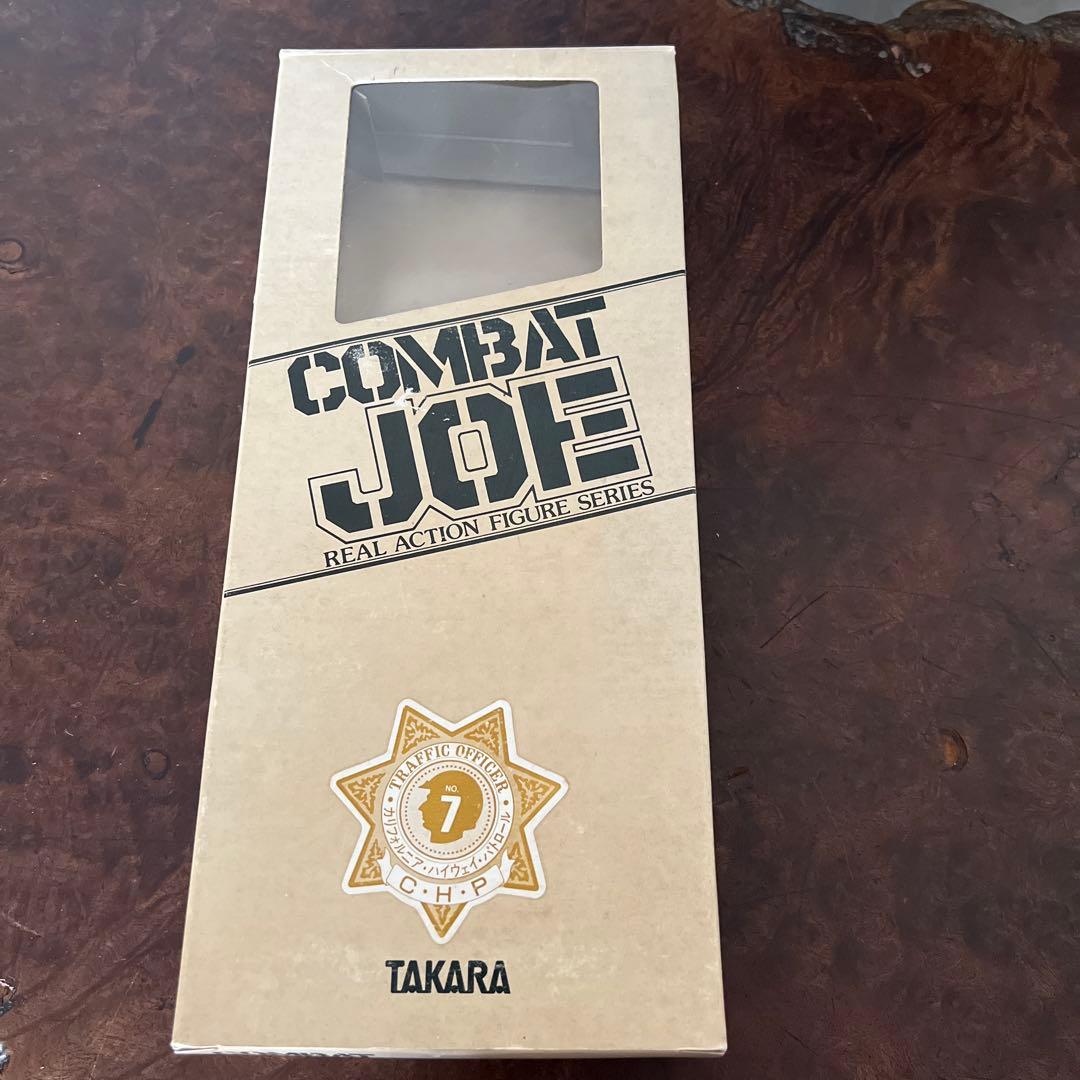 COMBAT
JOE
REAL ACTION FIGURE SERIES
・TRAFFIC OFFICER・
NO.
7
カリフォルニア・ハイウェイ・パトロール
C・H・P
TAKARA